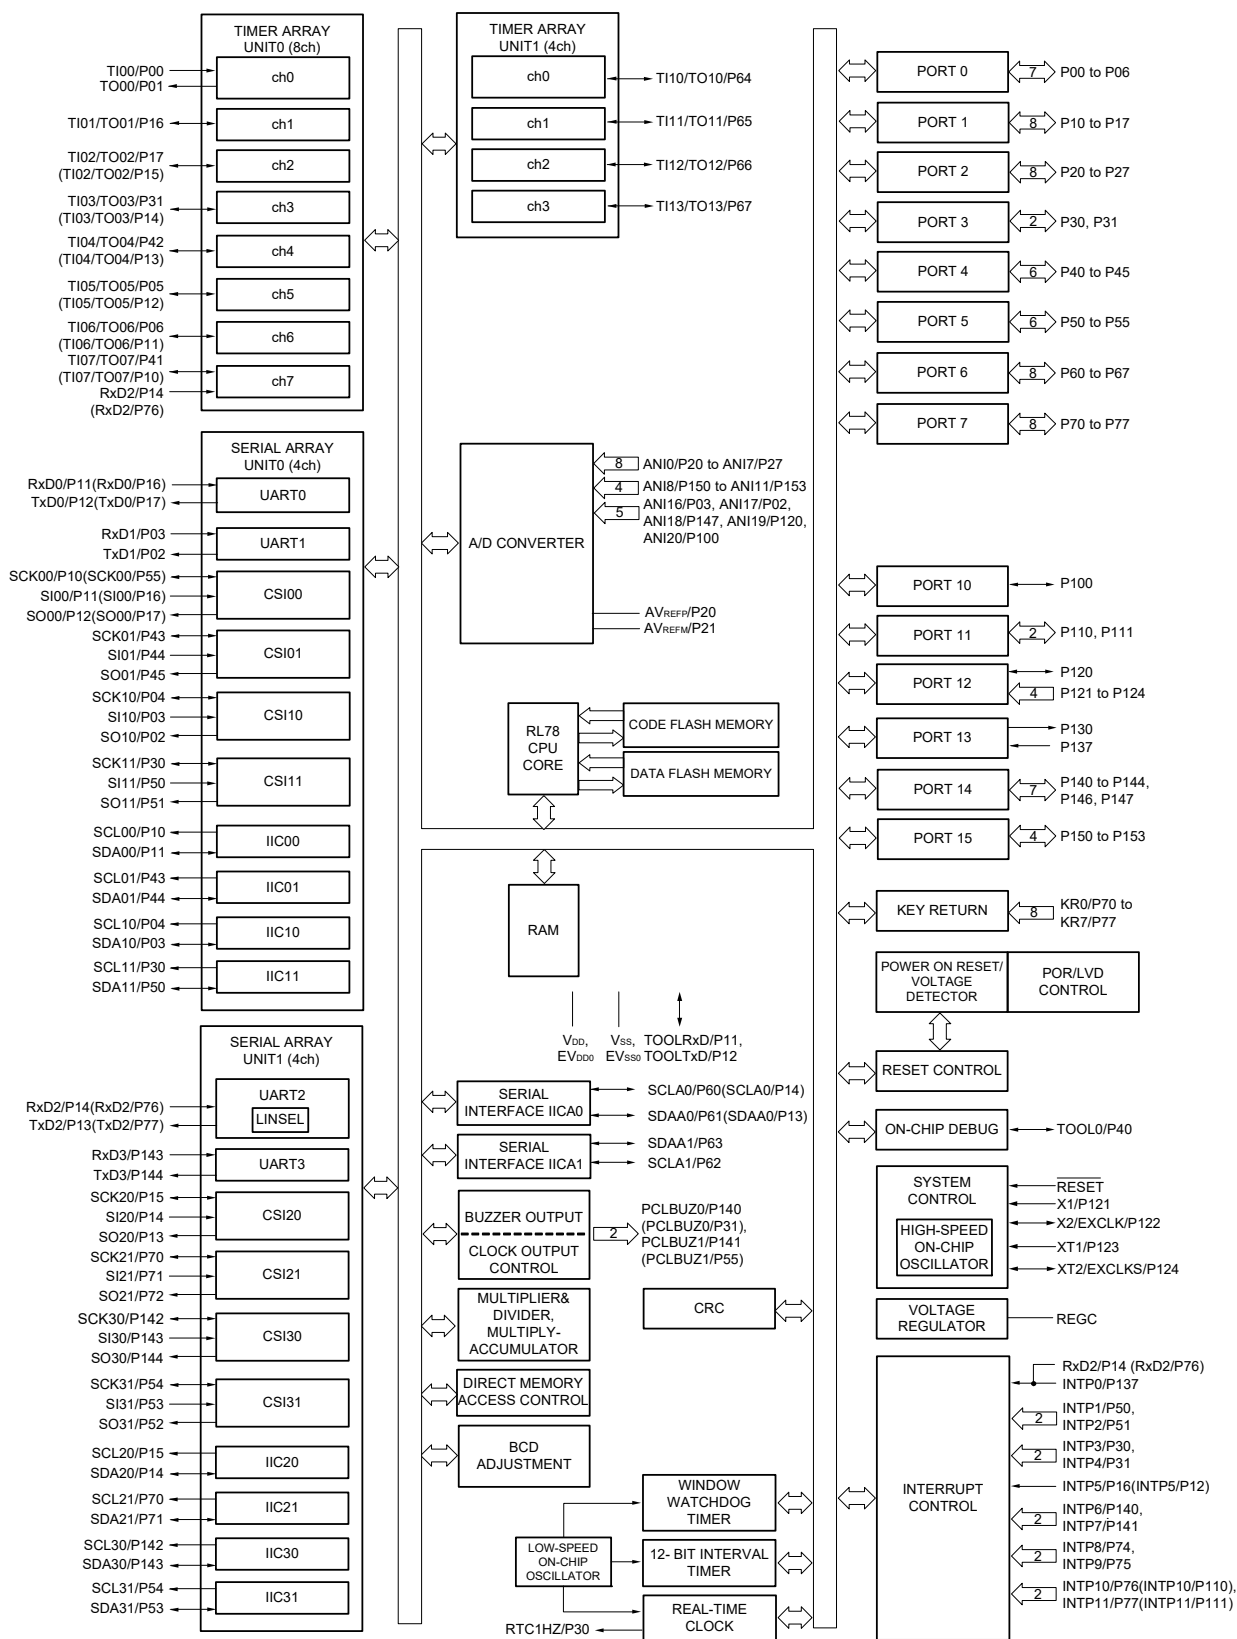 TIMER ARRAY
UNIT0 (8ch)
TI00/P00
TO00/P01
ch0
TI01/TO01/P16
ch1
TI02/TO02/P17
(TI02/TO02/P15)
ch2
TI03/TO03/P31
(TI03/TO03/P14)
ch3
TI04/TO04/P42
(TI04/TO04/P13)
ch4
TI05/TO05/P05
(TI05/TO05/P12)
ch5
TI06/TO06/P06
(TI06/TO06/P11)
ch6
TI07/TO07/P41
(TI07/TO07/P10)
RxD2/P14
(RxD2/P76)
ch7
SERIAL ARRAY
UNIT0 (4ch)
RxD0/P11(RxD0/P16)
TxD0/P12(TxD0/P17)
UART0
RxD1/P03
TxD1/P02
UART1
SCK00/P10(SCK00/P55)
SI00/P11(SI00/P16)
SO00/P12(SO00/P17)
CSI00
SCK01/P43
SI01/P44
SO01/P45
CSI01
SCK10/P04
SI10/P03
SO10/P02
CSI10
SCK11/P30
SI11/P50
SO11/P51
CSI11
SCL00/P10
SDA00/P11
IIC00
SCL01/P43
SDA01/P44
IIC01
SCL10/P04
SDA10/P03
IIC10
SCL11/P30
SDA11/P50
IIC11
SERIAL ARRAY
UNIT1 (4ch)
RxD2/P14(RxD2/P76)
TxD2/P13(TxD2/P77)
UART2
LINSEL
RxD3/P143
TxD3/P144
UART3
SCK20/P15
SI20/P14
SO20/P13
CSI20
SCK21/P70
SI21/P71
SO21/P72
CSI21
SCK30/P142
SI30/P143
SO30/P144
CSI30
SCK31/P54
SI31/P53
SO31/P52
CSI31
SCL20/P15
SDA20/P14
IIC20
SCL21/P70
SDA21/P71
IIC21
SCL30/P142
SDA30/P143
IIC30
SCL31/P54
SDA31/P53
IIC31
TIMER ARRAY
UNIT1 (4ch)
ch0
TI10/TO10/P64
ch1
TI11/TO11/P65
ch2
TI12/TO12/P66
ch3
TI13/TO13/P67
A/D CONVERTER
8
ANI0/P20 to ANI7/P27
4
ANI8/P150 to ANI11/P153
5
ANI16/P03, ANI17/P02,
ANI18/P147, ANI19/P120,
ANI20/P100
AVREFP/P20
AVREFM/P21
RL78
CPU
CORE
CODE FLASH MEMORY
DATA FLASH MEMORY
RAM
VDD,
EVDD0
VSS,
EVSS0
TOOLRxD/P11,
TOOLTxD/P12
SERIAL
INTERFACE IICA0
SCLA0/P60(SCLA0/P14)
SDAA0/P61(SDAA0/P13)
SERIAL
INTERFACE IICA1
SDAA1/P63
SCLA1/P62
BUZZER OUTPUT
CLOCK OUTPUT
CONTROL
2
PCLBUZ0/P140
(PCLBUZ0/P31),
PCLBUZ1/P141
(PCLBUZ1/P55)
MULTIPLIER&
DIVIDER,
MULTIPLY-
ACCUMULATOR
CRC
DIRECT MEMORY
ACCESS CONTROL
BCD
ADJUSTMENT
LOW-SPEED
ON-CHIP
OSCILLATOR
WINDOW
WATCHDOG
TIMER
12- BIT INTERVAL
TIMER
REAL-TIME
CLOCK
RTC1HZ/P30
PORT 0
7
P00 to P06
PORT 1
8
P10 to P17
PORT 2
8
P20 to P27
PORT 3
2
P30, P31
PORT 4
6
P40 to P45
PORT 5
6
P50 to P55
PORT 6
8
P60 to P67
PORT 7
8
P70 to P77
PORT 10
P100
PORT 11
2
P110, P111
PORT 12
P120
4
P121 to P124
PORT 13
P130
P137
PORT 14
7
P140 to P144,
P146, P147
PORT 15
4
P150 to P153
KEY RETURN
8
KR0/P70 to
KR7/P77
POWER ON RESET/
VOLTAGE
DETECTOR
POR/LVD
CONTROL
RESET CONTROL
ON-CHIP DEBUG
TOOL0/P40
SYSTEM
CONTROL
HIGH-SPEED
ON-CHIP
OSCILLATOR
RESET
X1/P121
X2/EXCLK/P122
XT1/P123
XT2/EXCLKS/P124
VOLTAGE
REGULATOR
REGC
INTERRUPT
CONTROL
RxD2/P14 (RxD2/P76)
INTP0/P137
2
INTP1/P50,
INTP2/P51
2
INTP3/P30,
INTP4/P31
INTP5/P16(INTP5/P12)
2
INTP6/P140,
INTP7/P141
2
INTP8/P74,
INTP9/P75
2
INTP10/P76(INTP10/P110),
INTP11/P77(INTP11/P111)